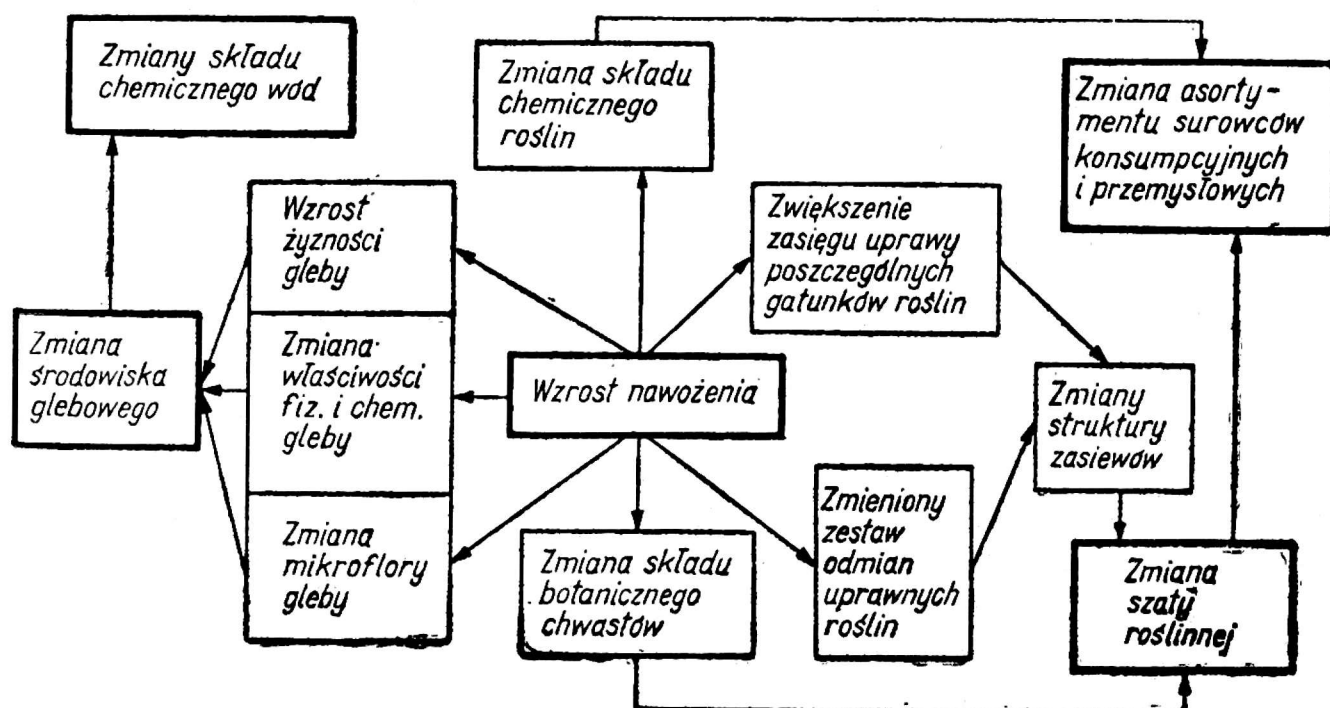 Zmiany składu
chemicznego wód
Zmiana składu
chemicznego
roślin
Zmiana asorty-
mentu surowców
konsumpcyjnych
i przemysłowych
Wzrost
żyzności
gleby
Zwiększenie
zasięgu uprawy
poszczególnych
gatunków roślin
Zmiana
środowiska
glebowego
Zmiana
właściwości
fiz. i chem.
gleby
Wzrost nawożenia
Zmiany
struktury
zasiewów
Zmiana
mikroflory
gleby
Zmiana składu
botanicznego
chwastów
Zmieniony
zestaw
odmian
uprawnych
roślin
Zmiana
szaty
roślinnej